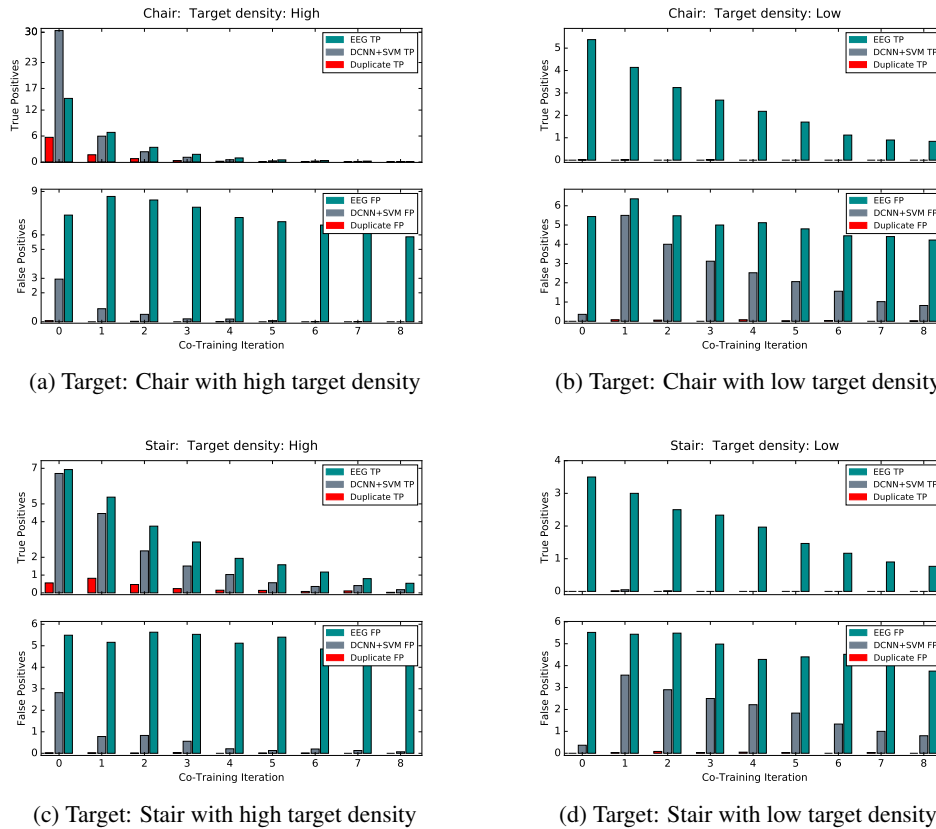 Chair:  Target density: High
30
23
17
12
6
0
True Positives
EEG TP
DCNN+SVM TP
Duplicate TP
9
6
5
3
2
0
False Positives
EEG FP
DCNN+SVM FP
Duplicate FP
0 1 2 3 4 5 6 7 8
Co-Training Iteration
(a) Target: Chair with high target density
Chair:  Target density: Low
5
4
3
2
1
0
True Positives
EEG TP
DCNN+SVM TP
Duplicate TP
6
5
4
3
2
1
0
False Positives
EEG FP
DCNN+SVM FP
Duplicate FP
0 1 2 3 4 5 6 7 8
Co-Training Iteration
(b) Target: Chair with low target density
Stair:  Target density: High
7
5
4
2
1
0
True Positives
EEG TP
DCNN+SVM TP
Duplicate TP
6
5
4
3
2
1
0
False Positives
EEG FP
DCNN+SVM FP
Duplicate FP
0 1 2 3 4 5 6 7 8
Co-Training Iteration
(c) Target: Stair with high target density
Stair:  Target density: Low
4
3
2
1
0
True Positives
EEG TP
DCNN+SVM TP
Duplicate TP
6
5
4
3
2
1
0
False Positives
EEG FP
DCNN+SVM FP
Duplicate FP
0 1 2 3 4 5 6 7 8
Co-Training Iteration
(d) Target: Stair with low target density